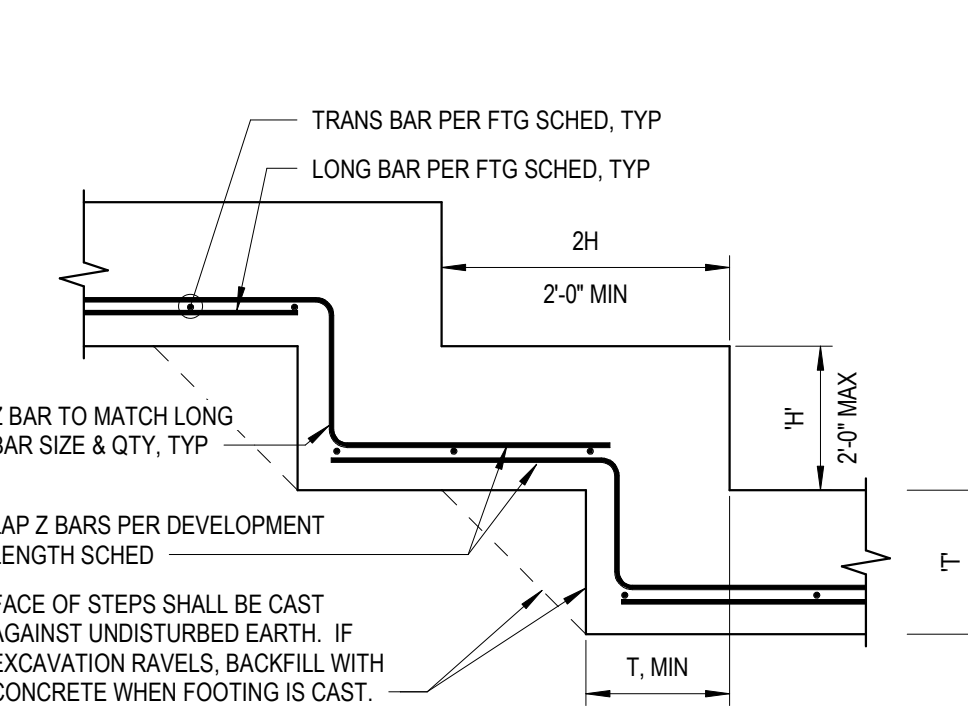 TRANS BAR PER FTG SCHED, TYP
LONG BAR PER FTG SCHED, TYP
2H
2'-0" MIN
'H'
2'-0" MAX
Z BAR TO MATCH LONG
BAR SIZE & QTY, TYP
LAP Z BARS PER DEVELOPMENT
LENGTH SCHED
'T'
FACE OF STEPS SHALL BE CAST
AGAINST UNDISTURBED EARTH. IF
EXCAVATION RAVELS, BACKFILL WITH
CONCRETE WHEN FOOTING IS CAST.
T, MIN